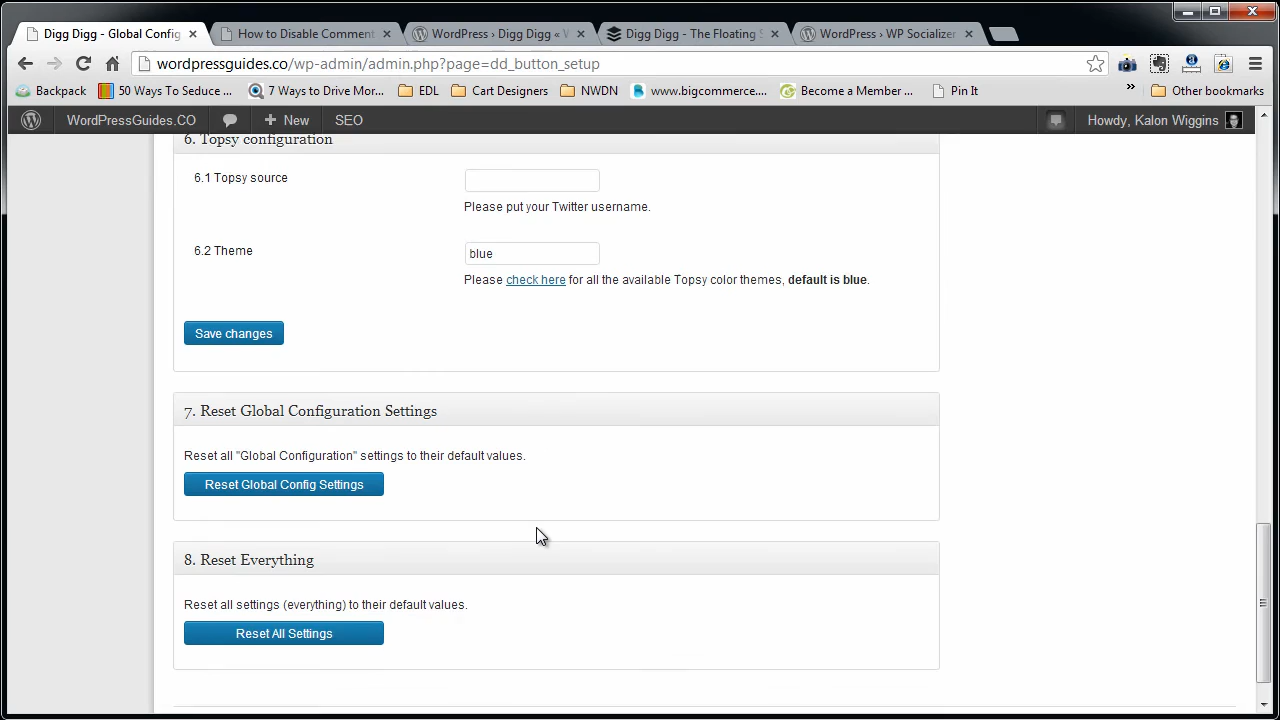 Digg Digg - Global Config
How to Disable Comment
WordPress › Digg Digg « W
Digg Digg - The Floating S
WordPress › WP Socializer
wordpressguides.co/wp-admin/admin.php?page=dd_button_setup
Backpack
50 Ways To Seduce ...
7 Ways to Drive Mor...
EDL
Cart Designers
NWDN
www.bigcommerce....
Become a Member ...
Pin It
»
Other bookmarks
WordPressGuides.CO
+ New
SEO
Howdy, Kalon Wiggins
6. Topsy configuration
6.1 Topsy source
Please put your Twitter username.
6.2 Theme
blue
Please check here for all the available Topsy color themes, default is blue.
Save changes
7. Reset Global Configuration Settings
Reset all "Global Configuration" settings to their default values.
Reset Global Config Settings
8. Reset Everything
Reset all settings (everything) to their default values.
Reset All Settings